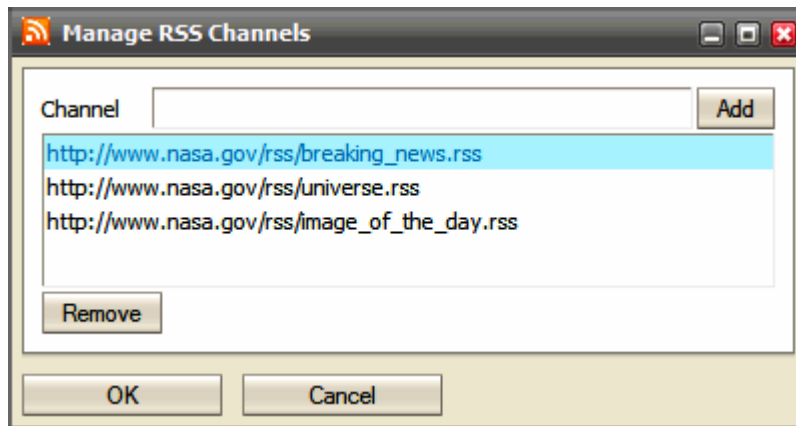 Manage RSS Channels
Channel Add
http://www.nasa.gov/rss/breaking_news.rss
http://www.nasa.gov/rss/universe.rss
http://www.nasa.gov/rss/image_of_the_day.rss
Remove
OK Cancel